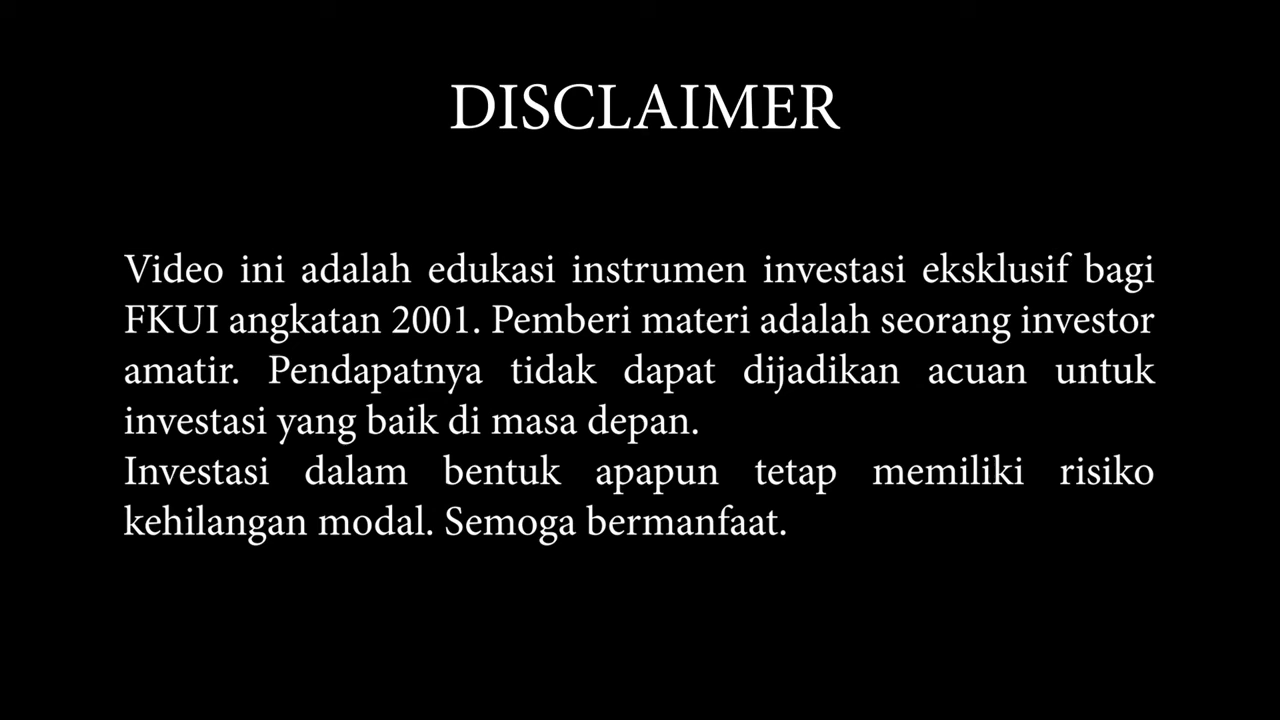 DISCLAIMER
Video ini adalah edukasi instrumen investasi eksklusif bagi
FKUI angkatan 2001. Pemberi materi adalah seorang investor
amatir. Pendapatnya tidak dapat dijadikan acuan untuk
investasi yang baik di masa depan.
Investasi dalam bentuk apapun tetap memiliki risiko
kehilangan modal. Semoga bermanfaat.